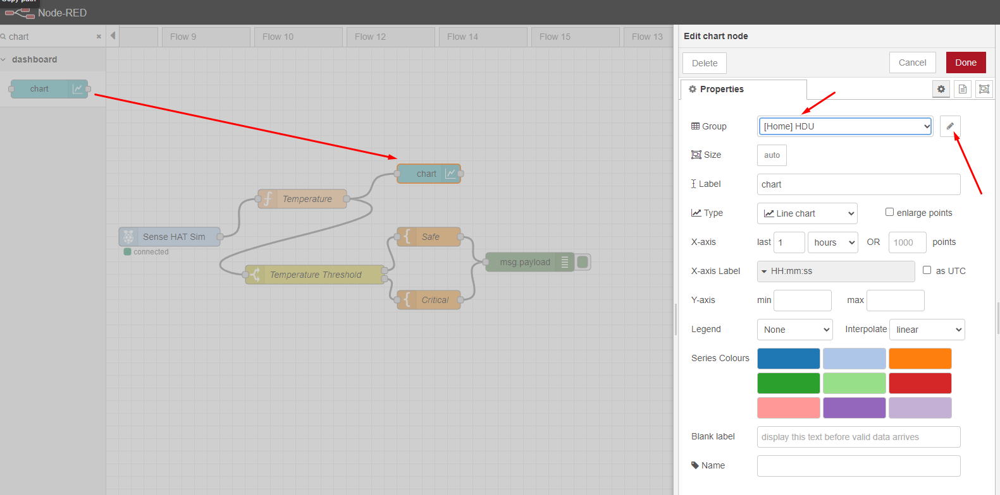 Copy path
Node-RED
chart
Flow 9
Flow 10
Flow 12
Flow 14
Flow 15
Flow 13
dashboard
chart
chart
Temperature
Sense HAT Sim
connected
Safe
msg.payload
Temperature Threshold
Critical
Edit chart node
Delete
Cancel
Done
Properties
Group
[Home] HDU
Size
auto
Label
chart
Type
Line chart
enlarge points
X-axis
last
1
hours
OR
1000
points
X-axis Label
HH:mm:ss
as UTC
Y-axis
min
max
Legend
None
Interpolate
linear
Series Colours
Blank label
display this text before valid data arrives
Name